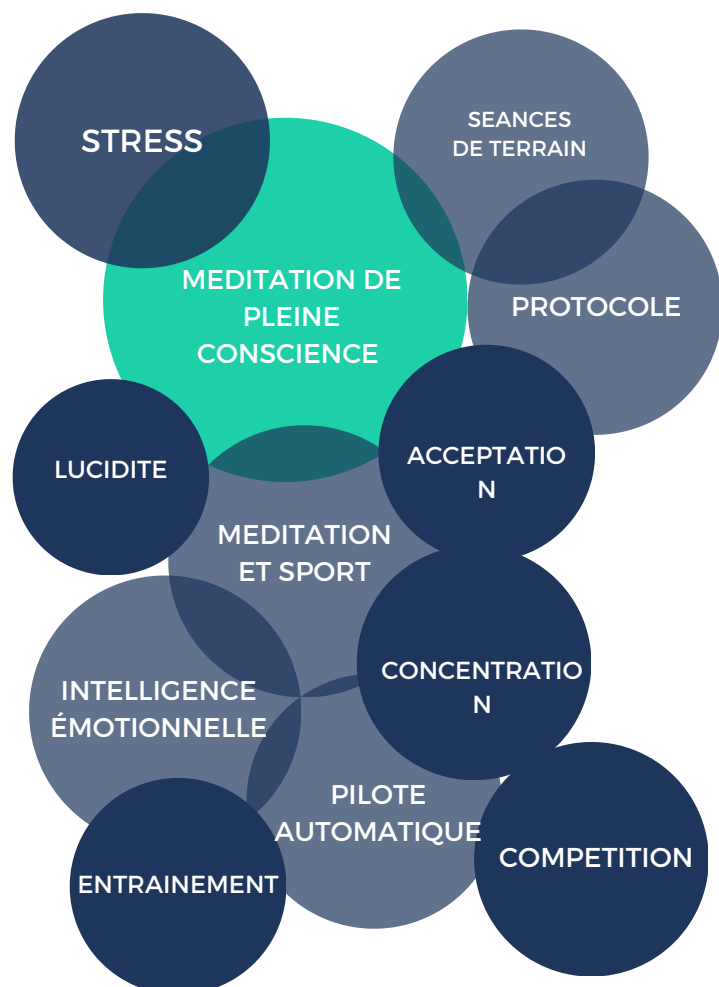 STRESS
SEANCES
DE TERRAIN
MEDITATION DE
PLEINE
CONSCIENCE
PROTOCOLE
LUCIDITE
ACCEPTATIO
N
MEDITATION
ET SPORT
CONCENTRATIO
N
INTELLIGENCE
ÉMOTIONNELLE
PILOTE
AUTOMATIQUE
COMPETITION
ENTRAINEMENT